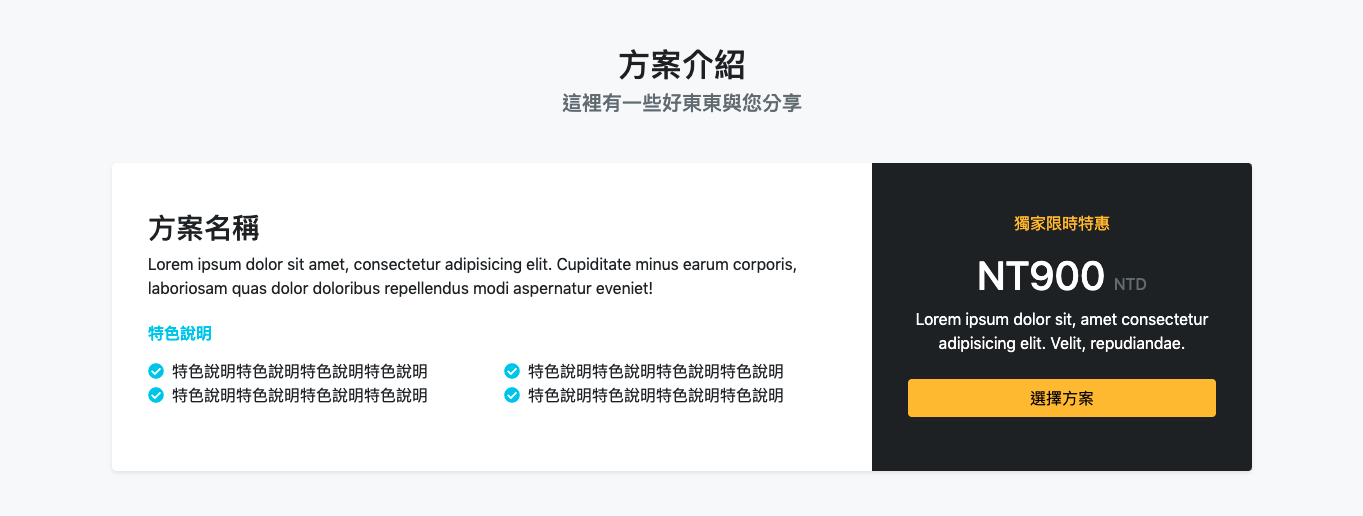 方案介紹
這裡有一些好東東與您分享
方案名稱
Lorem ipsum dolor sit amet, consectetur adipisicing elit. Cupiditate minus earum corporis,
laboriosam quas dolor doloribus repellendus modi aspernatur eveniet!
特色說明
特色說明特色說明特色說明特色說明
特色說明特色說明特色說明特色說明
特色說明特色說明特色說明特色說明
特色說明特色說明特色說明特色說明
獨家限時特惠
NT900 NTD
Lorem ipsum dolor sit, amet consectetur
adipisicing elit. Velit, repudiandae.
選擇方案